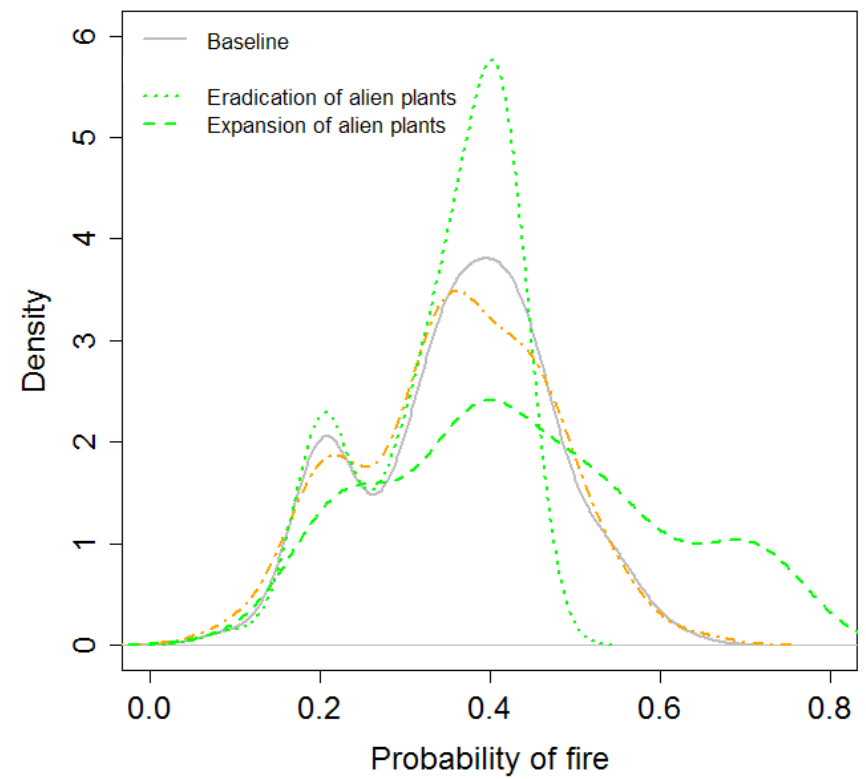 Baseline
Eradication of alien plants
Expansion of alien plants
6
5
4
3
2
1
0
Density
0.0 0.2 0.4 0.6 0.8
Probability of fire